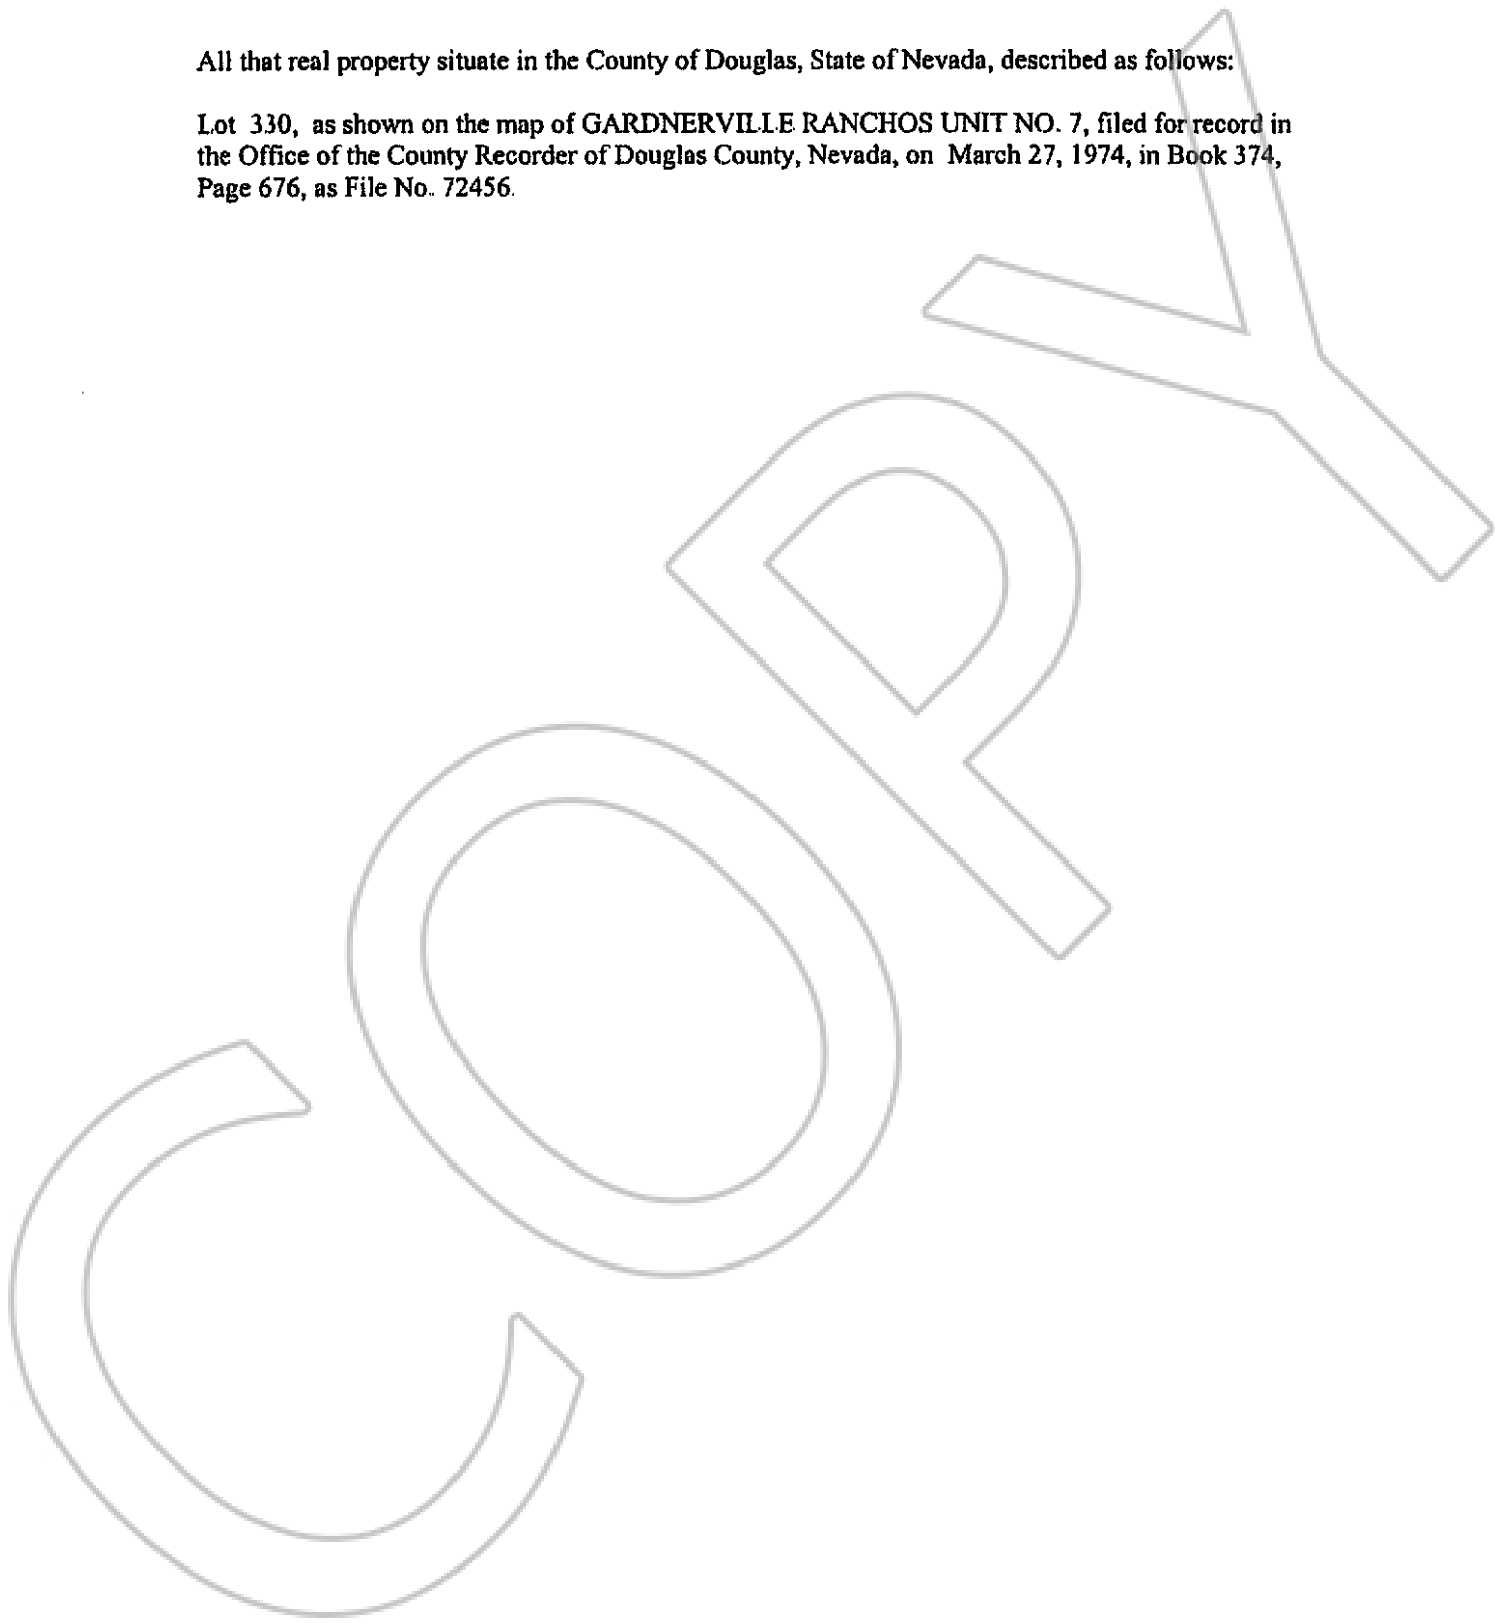 All that real property situate in the County of Douglas, State of Nevada, described as follows:
Lot 330, as shown on the map of GARDNERVILLE RANCHOS UNIT NO. 7, filed for record in
the Office of the County Recorder of Douglas County, Nevada, on March 27, 1974, in Book 374,
Page 676, as File No. 72456.
COPY